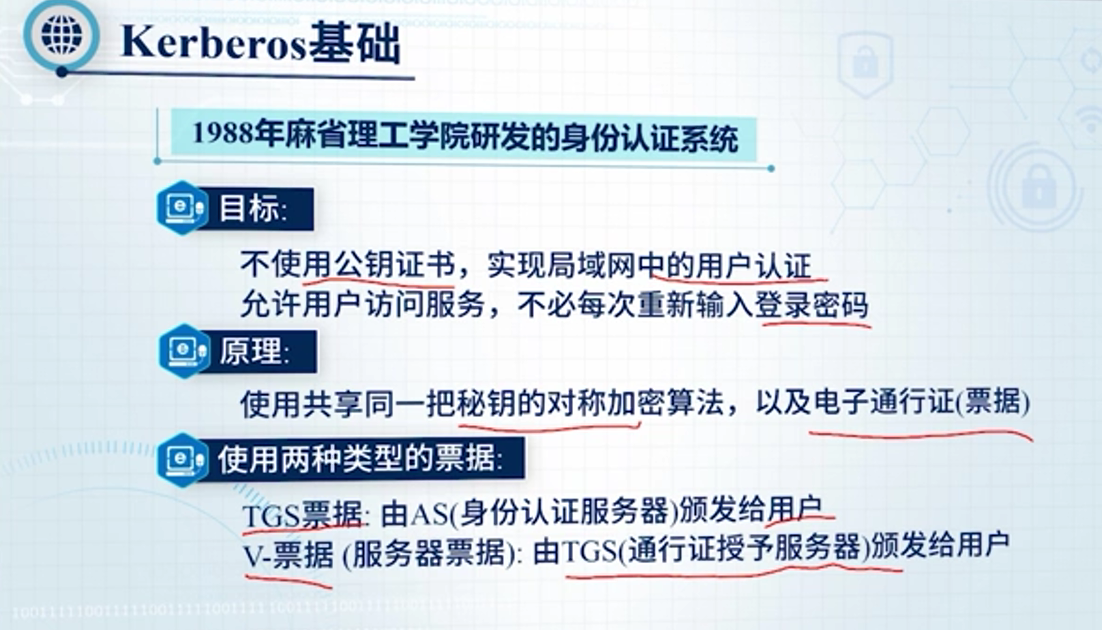 Kerberos基础
1988年麻省理工学院研发的身份认证系统
目标:
不使用公钥证书，实现局域网中的用户认证
允许用户访问服务，不必每次重新输入登录密码
原理:
使用共享同一把秘钥的对称加密算法，以及电子通行证(票据)
使用两种类型的票据:
TGS票据: 由AS(身份认证服务器)颁发给用户
V-票据 (服务器票据): 由TGS(通行证授予服务器)颁发给用户